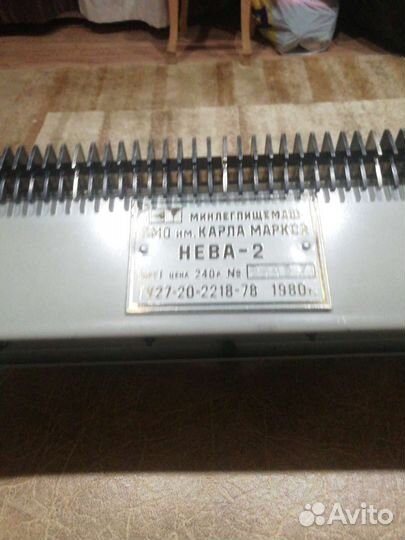 МИНЛЕГПИЩЕМАШ
ЛМО им. КАРЛА МАРКСА
НЕВА-2
цена 240р. №
ТУ27-20-2218-78 1980г.
Avito